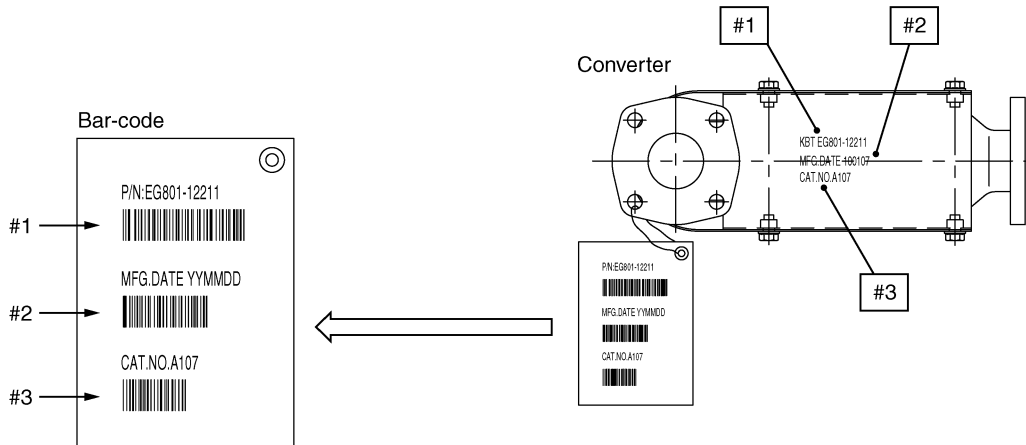 Bar-code
P/N:EG801-12211
#1
MFG.DATE YYMMDD
#2
CAT.NO.A107
#3
Converter
#1
#2
KBT EG801-12211
MFG.DATE 100107
CAT.NO.A107
#3
P/N:EG801-12211
MFG.DATE YYMMDD
CAT.NO.A107